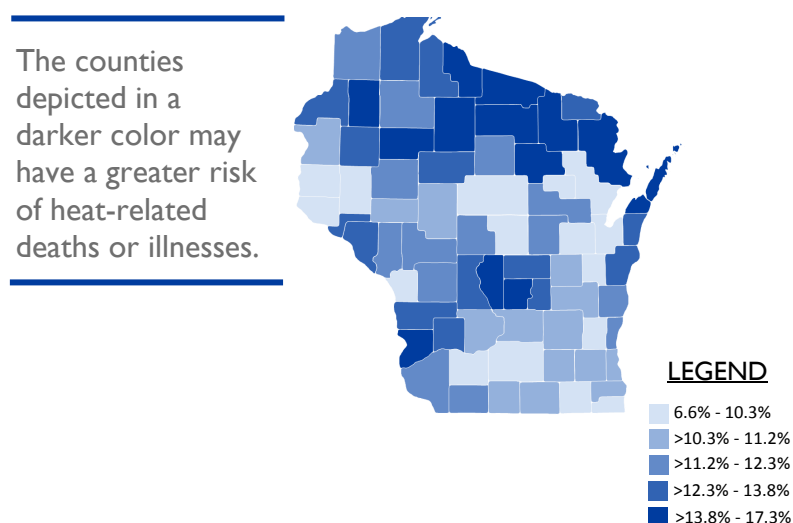 The counties
depicted in a
darker color may
have a greater risk
of heat-related
deaths or illnesses.
LEGEND
6.6% - 10.3%
>10.3% - 11.2%
>11.2% - 12.3%
>12.3% - 13.8%
>13.8% - 17.3%